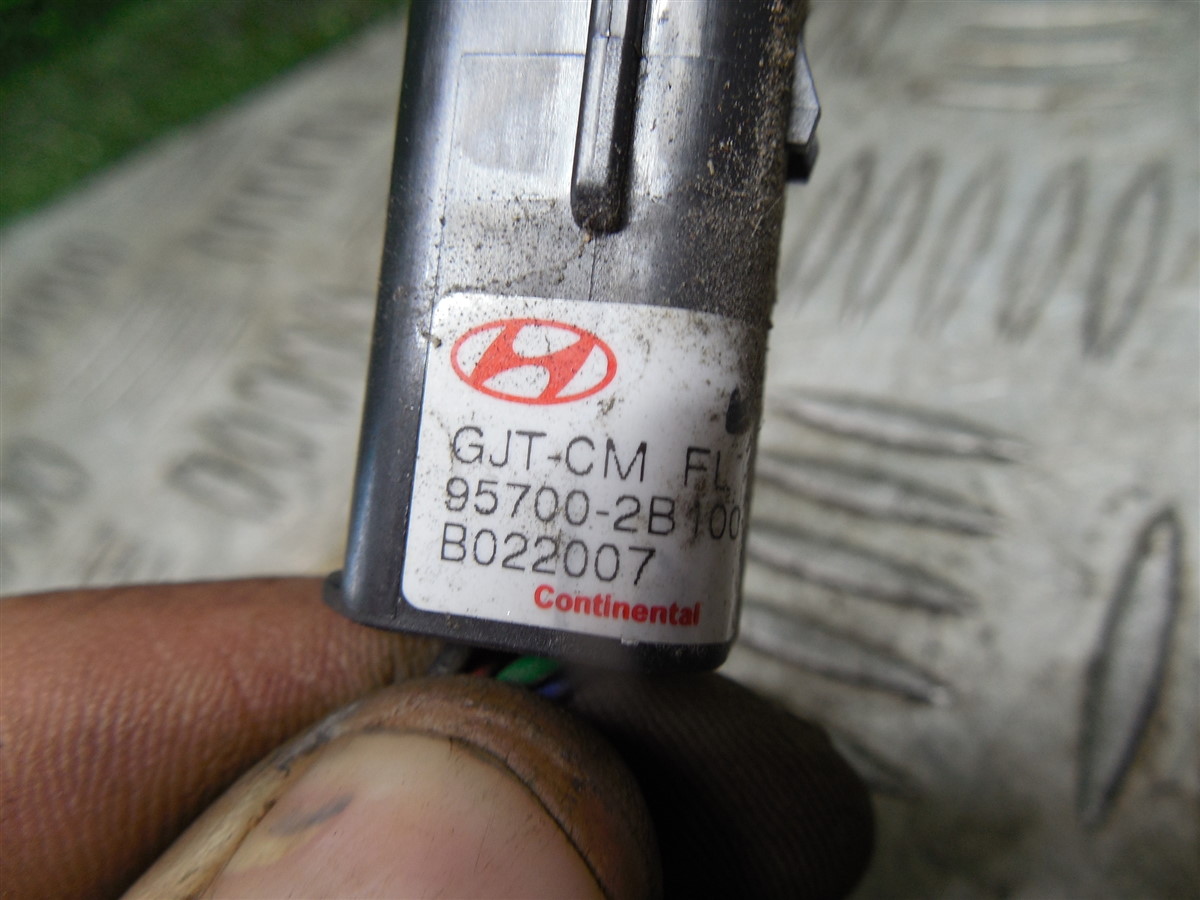 GJT-CM FL
95700-2B100
B022007
Continental